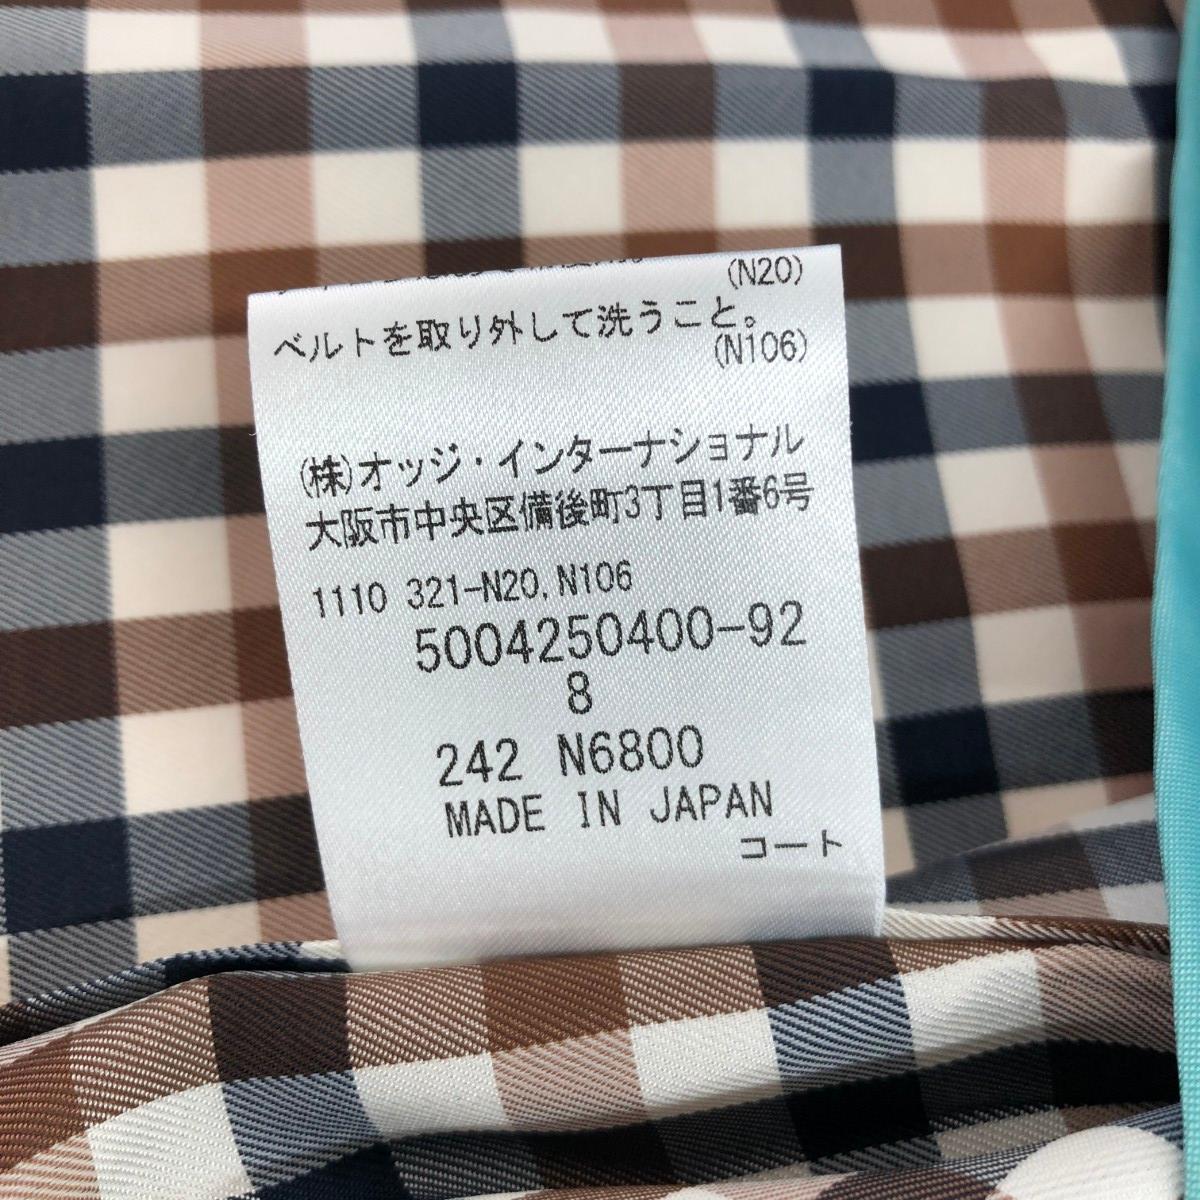 (N20)
ベルトを取り外して洗うこと。
(N106)
(株)オッジ・インターナショナル
大阪市中央区備後町3丁目1番6号
1110 321-N20,N106
5004250400-92
8
242 N6800
MADE IN JAPAN
コート